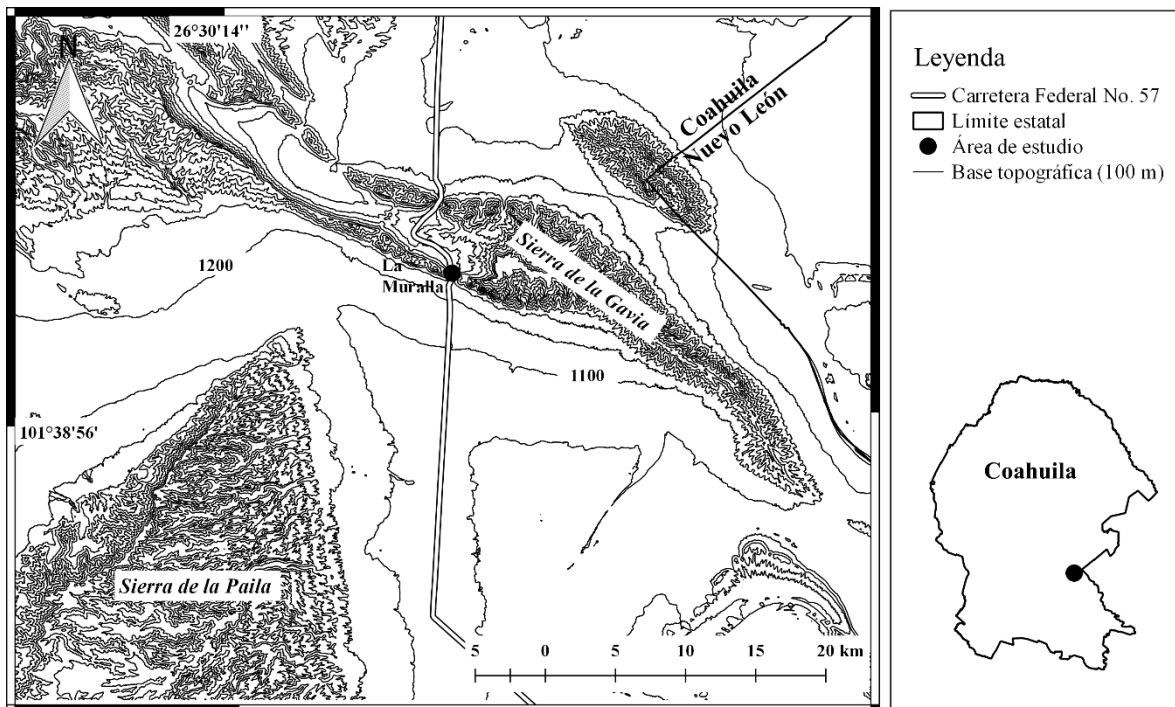 26°30'14''
N
Coahuila
Nuevo León
1200
La
Muralla
Sierra de la Gavia
1100
101°38'56'
Sierra de la Paila
5 0 5 10 15 20 km
Leyenda
Carretera Federal No. 57
Límite estatal
Área de estudio
Base topográfica (100 m)
Coahuila